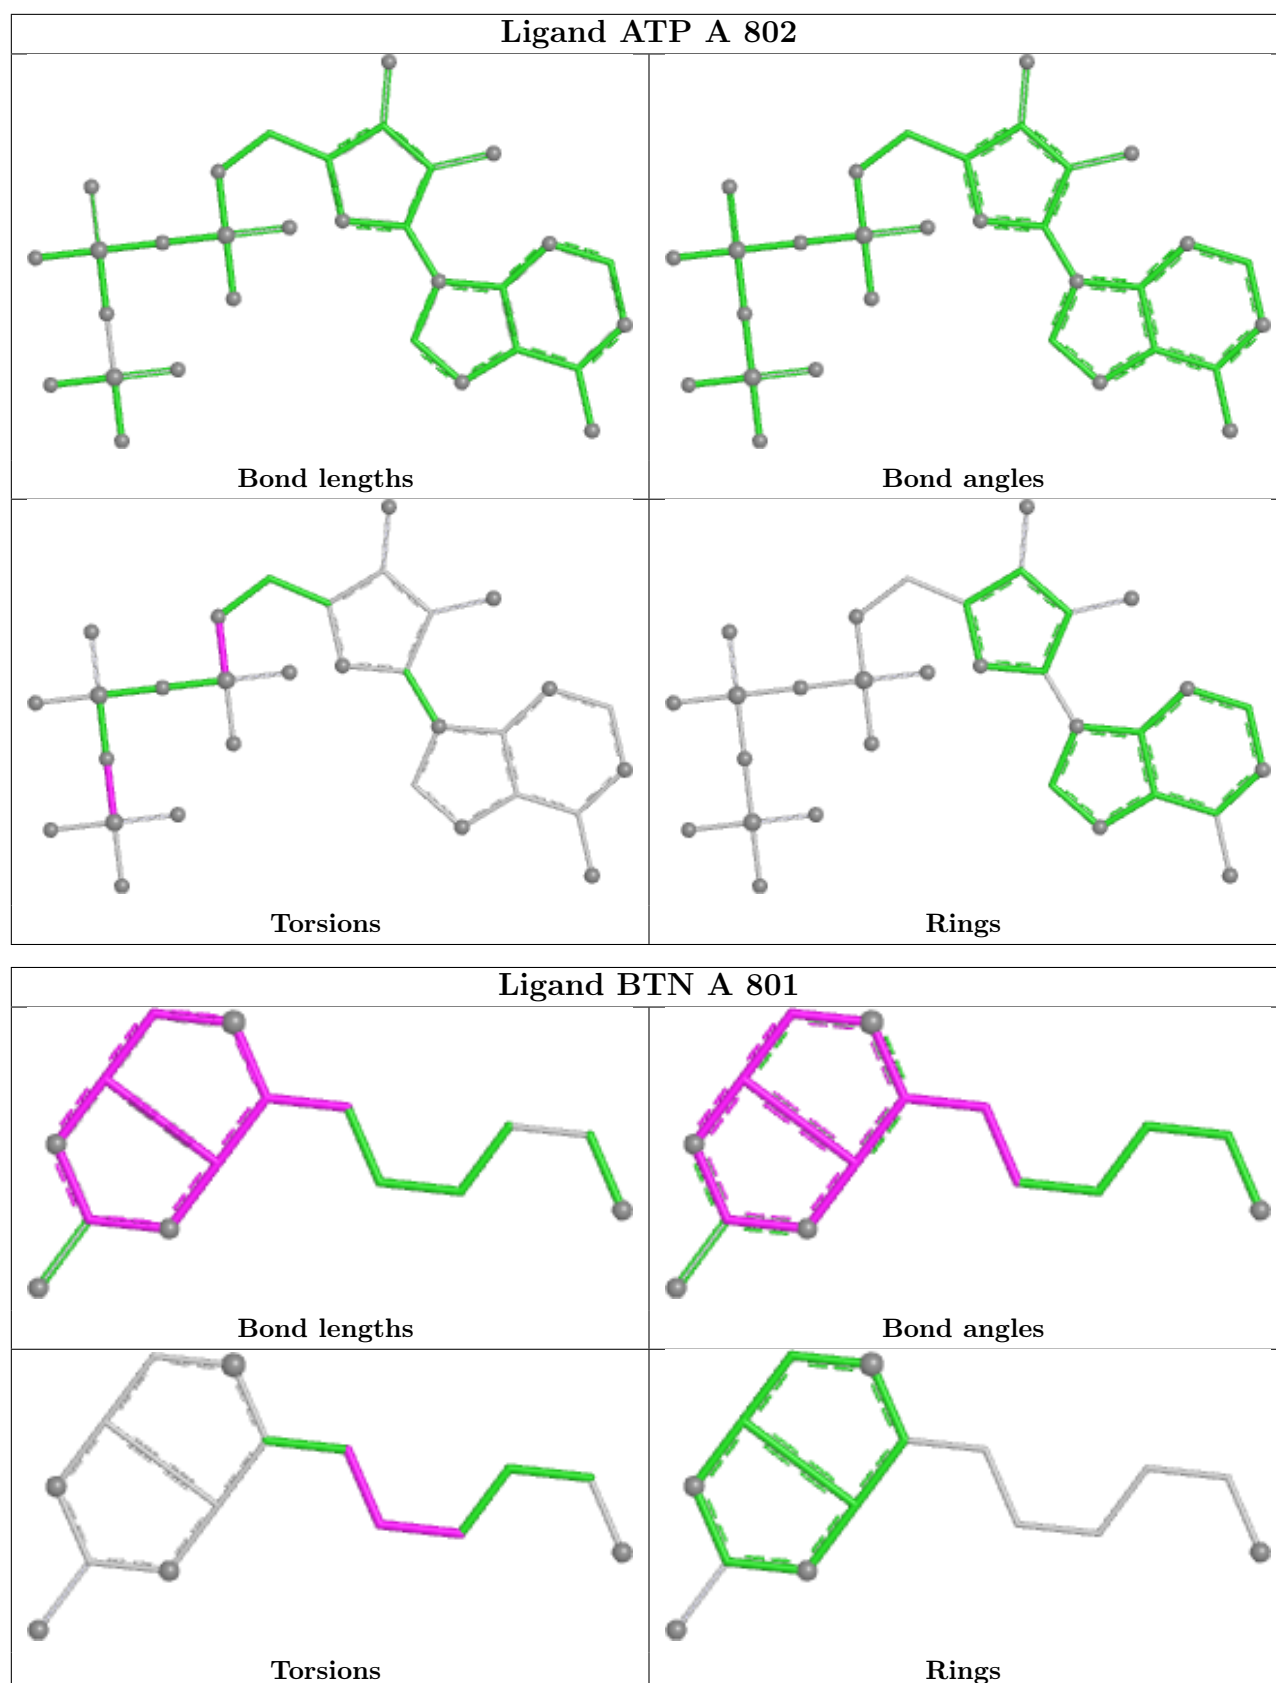 Ligand ATP A 802
Bond lengths
Bond angles
Torsions
Rings
Ligand BTN A 801
Bond lengths
Bond angles
Torsions
Rings